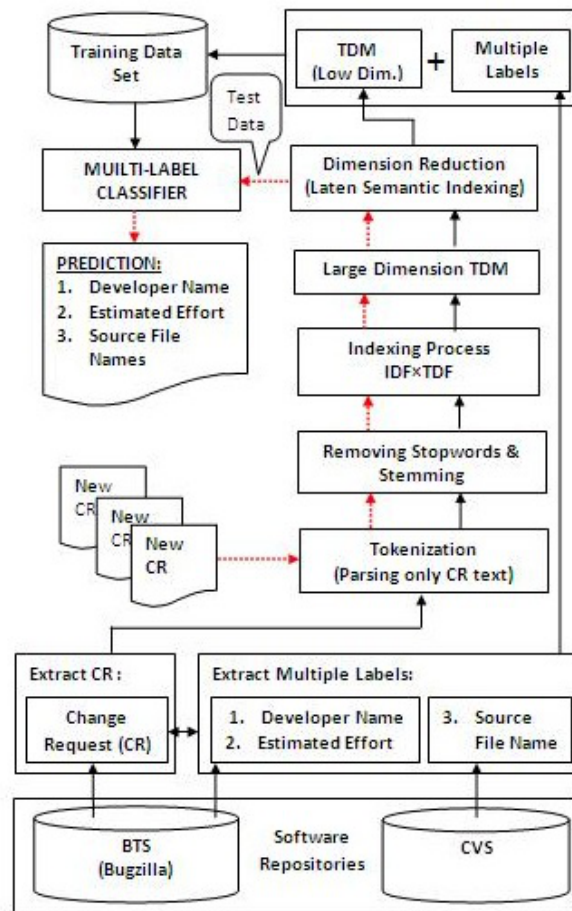 Training Data
Set
TDM
(Low Dim.)
+
Multiple
Labels
Test
Data
MUILTI-LABEL
CLASSIFIER
Dimension Reduction
(Laten Semantic Indexing)
PREDICTION:
1. Developer Name
2. Estimated Effort
3. Source File
Names
Large Dimension TDM
Indexing Process
IDF×TDF
Removing Stopwords &
Stemming
New
CR
New
CR
New
CR
Tokenization
(Parsing only CR text)
Extract CR :
Change
Request (CR)
Extract Multiple Labels:
1. Developer Name
2. Estimated Effort
3. Source
File Name
BTS
(Bugzilla)
Software
Repositories
CVS